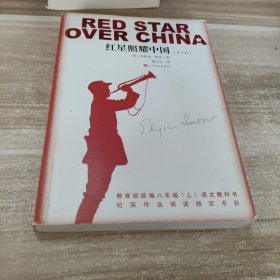 RED STAR
OVER CHINA
红星照耀中国
Edgar Snow
教育部统编八年级(上)语文教科书
纪实作品阅读指定书目